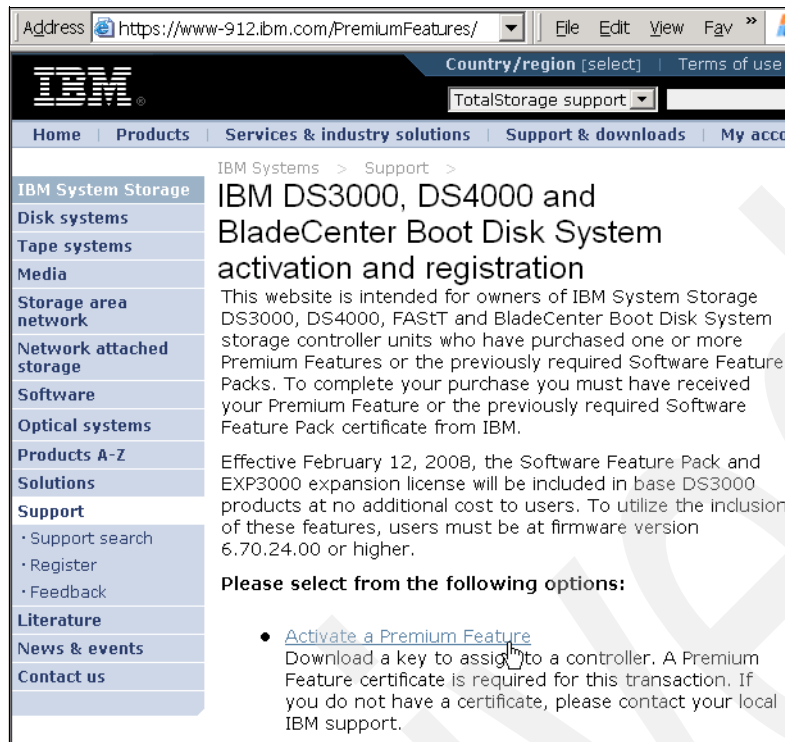 Address https://www-912.ibm.com/PremiumFeatures/ File Edit View Fav »
Country/region [select] | Terms of use
IBM®
TotalStorage support
Home | Products | Services & industry solutions | Support & downloads | My acco
IBM Systems > Support >
IBM DS3000, DS4000 and
BladeCenter Boot Disk System
activation and registration
This website is intended for owners of IBM System Storage
DS3000, DS4000, FAStT and BladeCenter Boot Disk System
storage controller units who have purchased one or more
Premium Features or the previously required Software Feature
Packs. To complete your purchase you must have received
your Premium Feature or the previously required Software
Feature Pack certificate from IBM.
Effective February 12, 2008, the Software Feature Pack and
EXP3000 expansion license will be included in base DS3000
products at no additional cost to users. To utilize the inclusion
of these features, users must be at firmware version
6.70.24.00 or higher.
Please select from the following options:
• Activate a Premium Feature
Download a key to assign to a controller. A Premium
Feature certificate is required for this transaction. If
you do not have a certificate, please contact your local
IBM support.
IBM System Storage
Disk systems
Tape systems
Media
Storage area
network
Network attached
storage
Software
Optical systems
Products A-Z
Solutions
Support
· Support search
· Register
· Feedback
Literature
News & events
Contact us